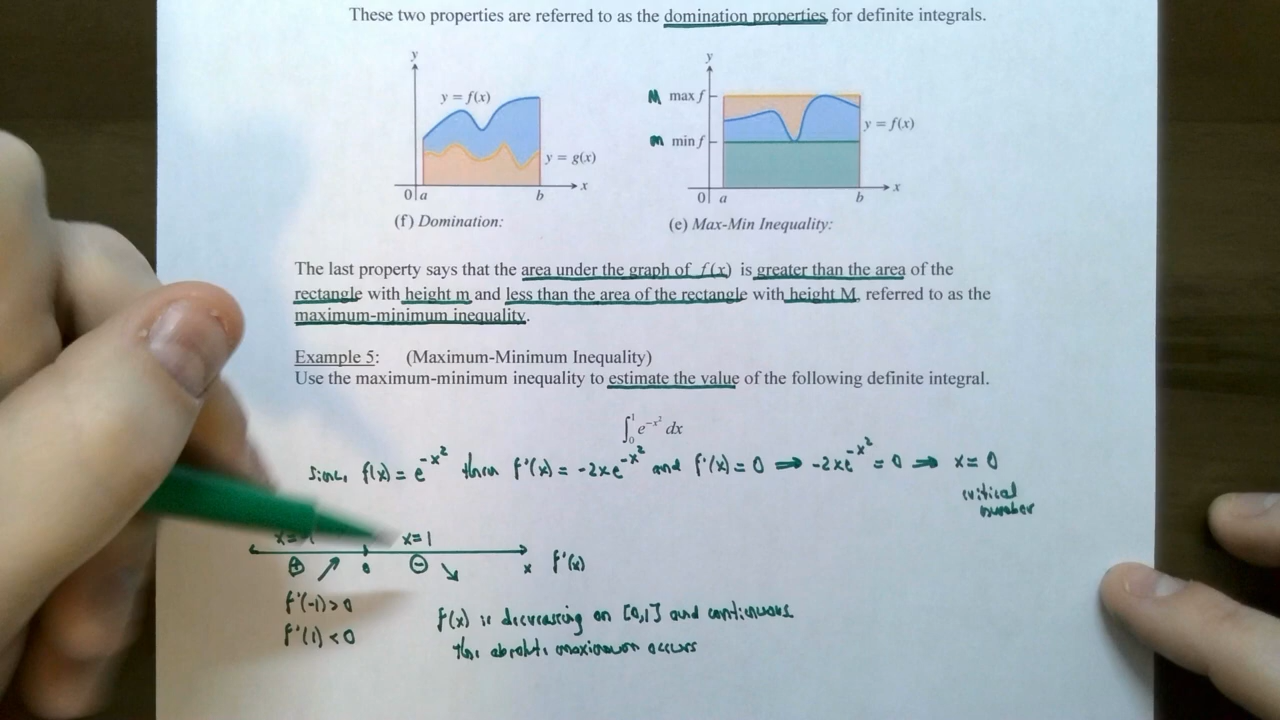 These two properties are referred to as the domination properties for definite integrals.
y
y = f(x)
y = g(x)
0 a b x
(f) Domination:
y
M max f
m min f
y = f(x)
0 a b x
(e) Max-Min Inequality:
The last property says that the area under the graph of f(x) is greater than the area of the
rectangle with height m and less than the area of the rectangle with height M, referred to as the
maximum-minimum inequality.
Example 5: (Maximum-Minimum Inequality)
Use the maximum-minimum inequality to estimate the value of the following definite integral.
∫₀¹ e^{-x²} dx
Since f(x) = e^{-x²} then f'(x) = -2xe^{-x²} and f'(x) = 0 ⇒ -2xe^{-x²} = 0 ⇒ x = 0
critical
number
x=-1 x=1
⊕ ↗ 0 ⊖ ↘ x f'(x)
f'(-1) > 0
f'(1) < 0
f(x) is decreasing on [0,1] and continuous
the absolute maximum occurs